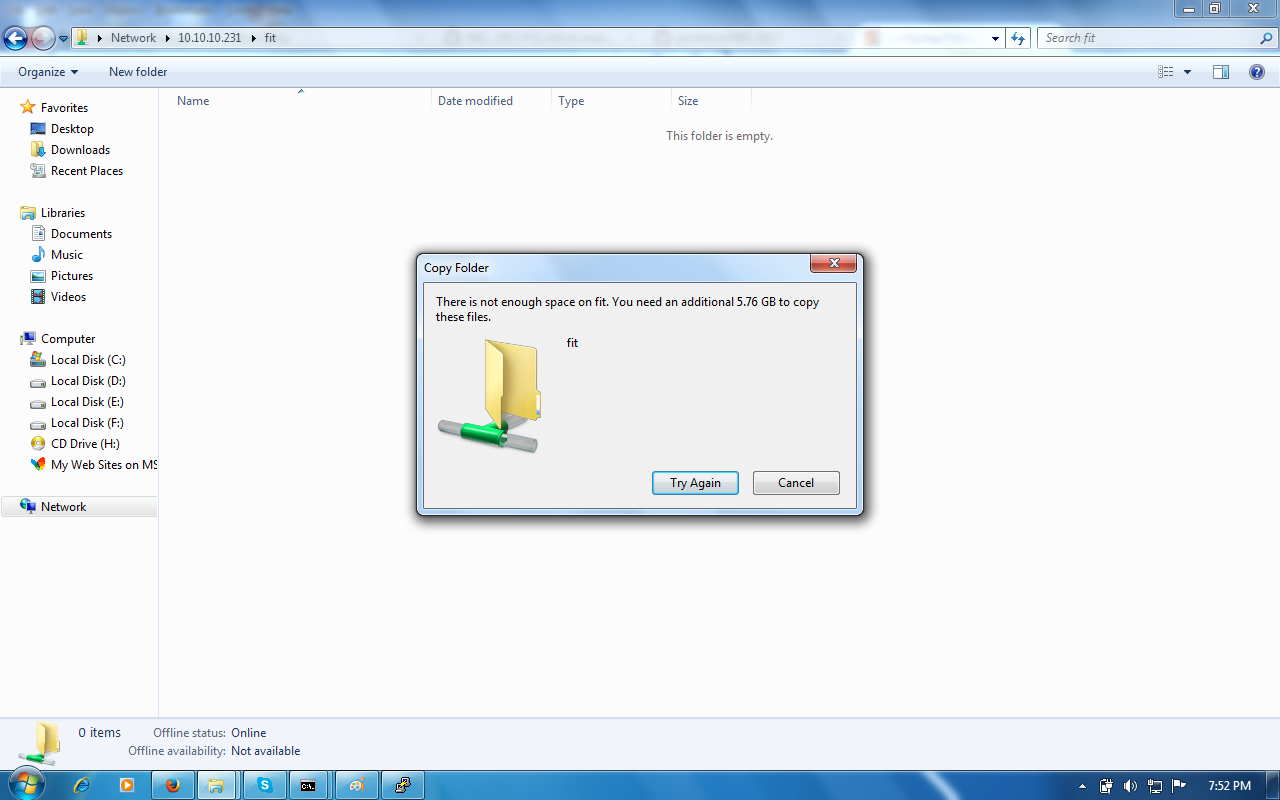 Network
10.10.10.231
fit
Search fit
Organize
New folder
Name
Date modified
Type
Size
This folder is empty.
Favorites
Desktop
Downloads
Recent Places
Libraries
Documents
Music
Pictures
Videos
Computer
Local Disk (C:)
Local Disk (D:)
Local Disk (E:)
Local Disk (F:)
CD Drive (H:)
My Web Sites on MS
Network
Copy Folder
There is not enough space on fit. You need an additional 5.76 GB to copy
these files.
fit
Try Again
Cancel
0 items
Offline status: Online
Offline availability: Not available
C:\.
7:52 PM